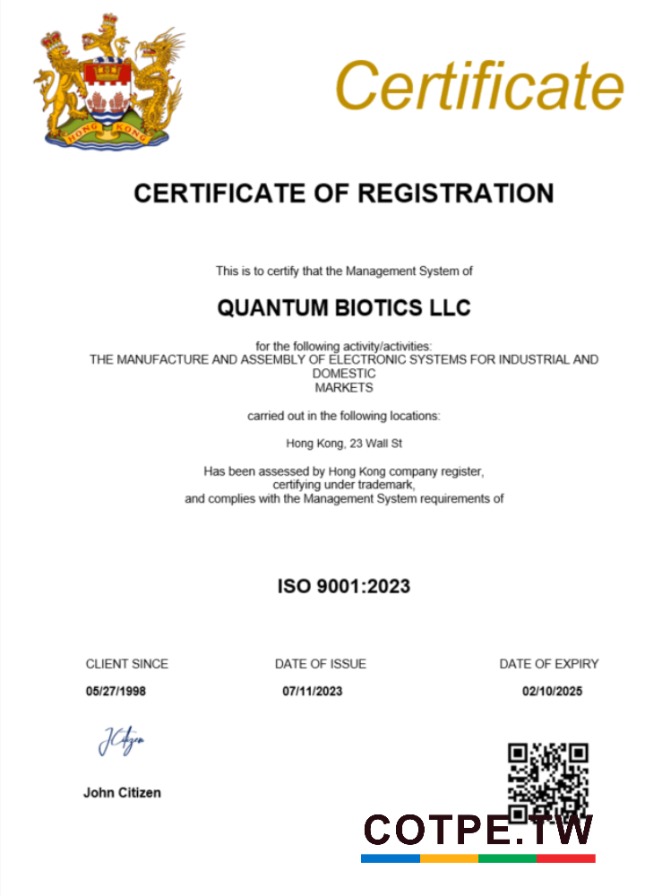 Certificate
HONG KONG
CERTIFICATE OF REGISTRATION
This is to certify that the Management System of
QUANTUM BIOTICS LLC
for the following activity/activities:
THE MANUFACTURE AND ASSEMBLY OF ELECTRONIC SYSTEMS FOR INDUSTRIAL AND
DOMESTIC
MARKETS
carried out in the following locations:
Hong Kong, 23 Wall St
Has been assessed by Hong Kong company register,
certifying under trademark,
and complies with the Management System requirements of
ISO 9001:2023
CLIENT SINCE DATE OF ISSUE DATE OF EXPIRY
05/27/1998 07/11/2023 02/10/2025
JCitizen
John Citizen
COTPE.TW